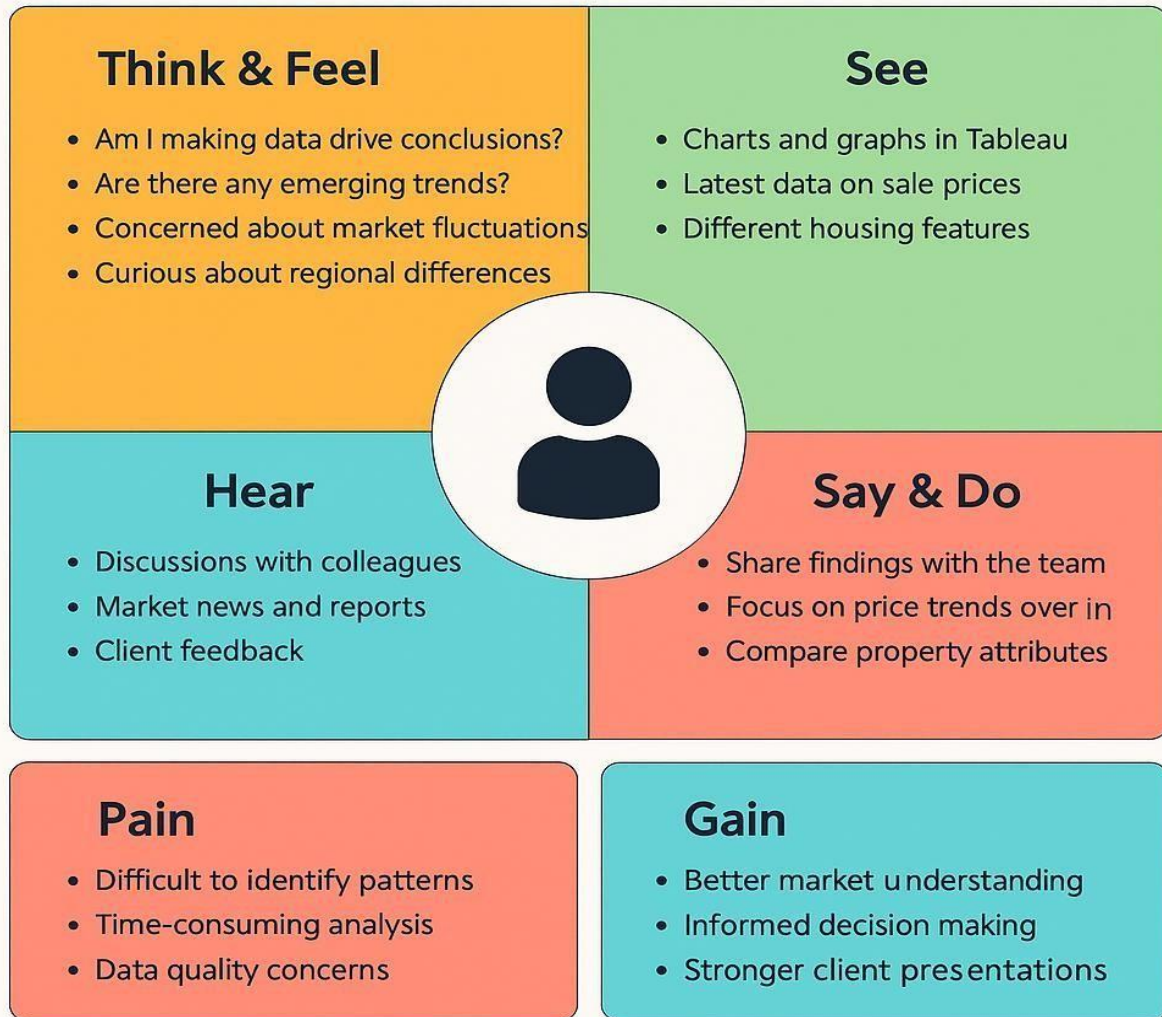 Think & Feel
• Am I making data drive conclusions?
• Are there any emerging trends?
• Concerned about market fluctuations
• Curious about regional differences
See
• Charts and graphs in Tableau
• Latest data on sale prices
• Different housing features
Hear
• Discussions with colleagues
• Market news and reports
• Client feedback
Say & Do
• Share findings with the team
• Focus on price trends over in
• Compare property attributes
Pain
• Difficult to identify patterns
• Time-consuming analysis
• Data quality concerns
Gain
• Better market understanding
• Informed decision making
• Stronger client presentations